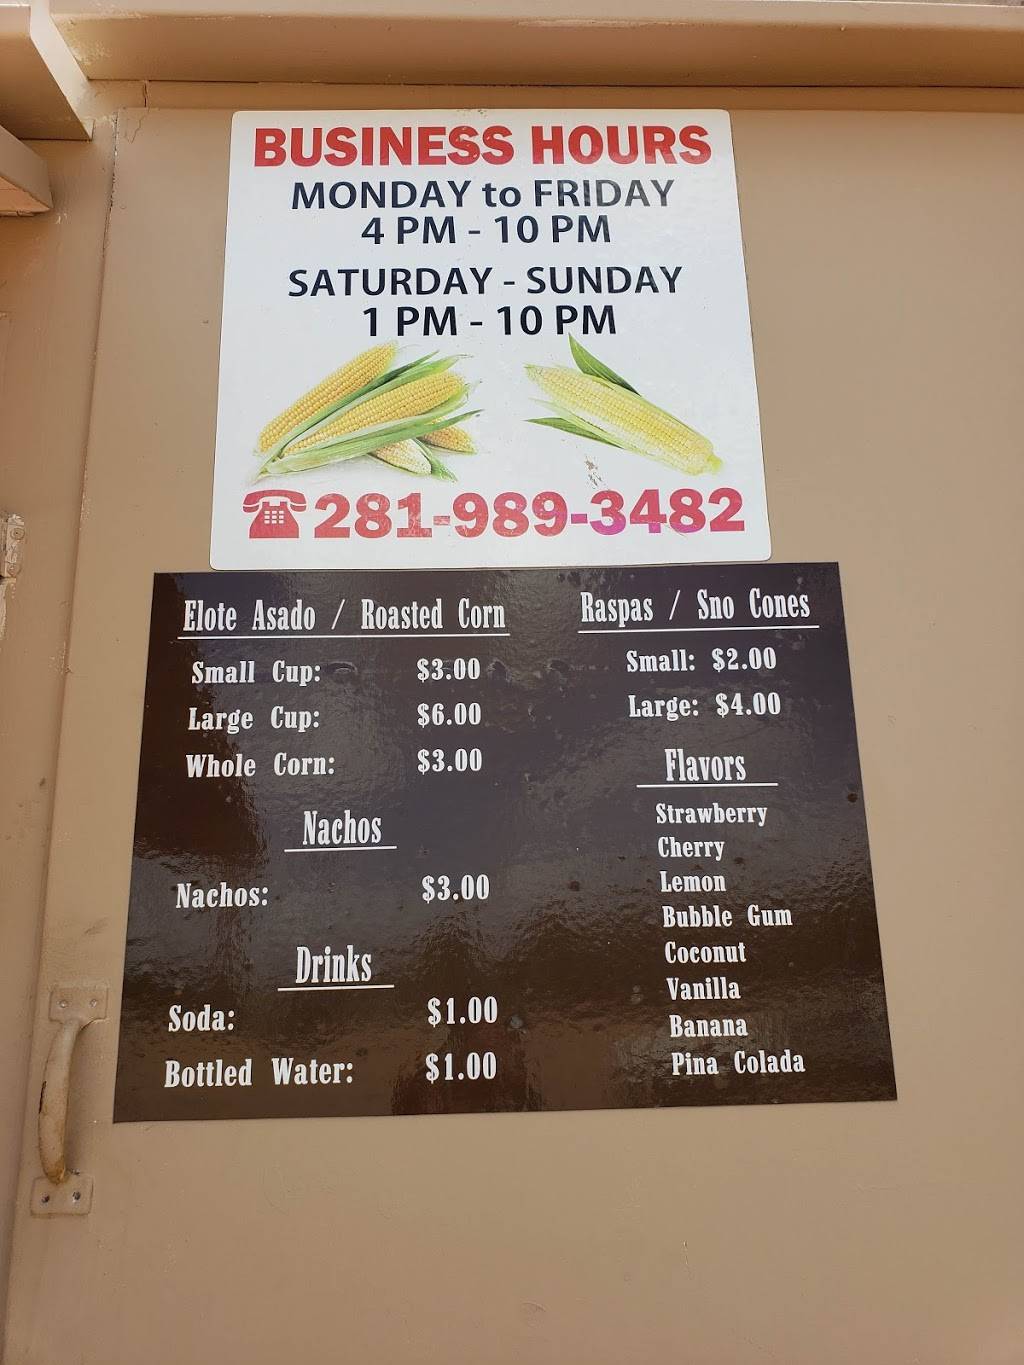 BUSINESS HOURS
MONDAY to FRIDAY
4 PM - 10 PM
SATURDAY - SUNDAY
1 PM - 10 PM
281-989-3482
Elote Asado / Roasted Corn
Small Cup: $3.00
Large Cup: $6.00
Whole Corn: $3.00
Nachos
Nachos: $3.00
Drinks
Soda: $1.00
Bottled Water: $1.00
Raspas / Sno Cones
Small: $2.00
Large: $4.00
Flavors
Strawberry
Cherry
Lemon
Bubble Gum
Coconut
Vanilla
Banana
Pina Colada